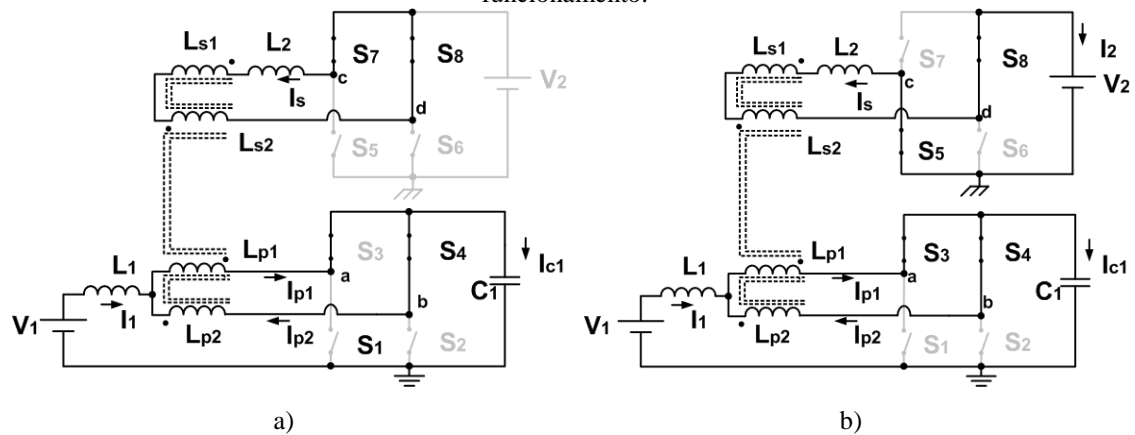 funcionamento.
Ls1 L2 S7 S8
c V2
Is
d
Ls2 S5 S6
Lp1 S3 S4
L1 a Ic1
Ip1 C1
I1 b
V1 Lp2 Ip2 S1 S2
a)
Ls1 L2 S7 S8 I2
c V2
Is
d
Ls2 S5 S6
Lp1 S3 S4
L1 a Ic1
Ip1 C1
I1 b
V1 Lp2 Ip2 S1 S2
b)